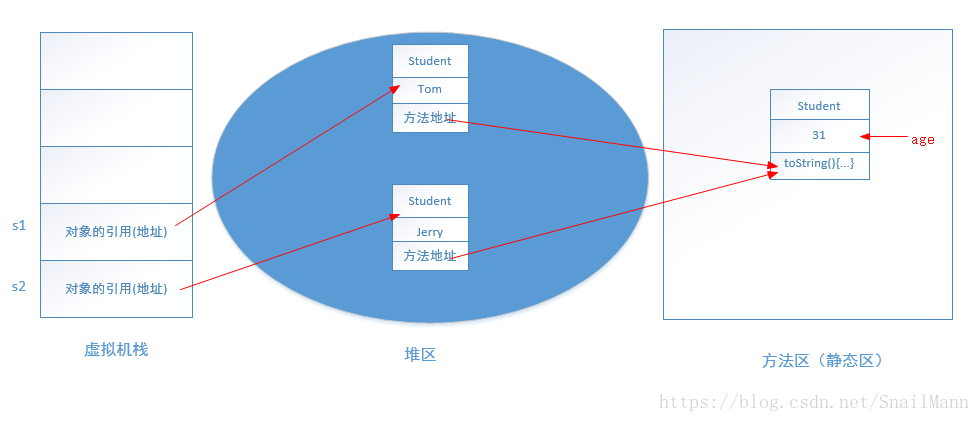 s1
对象的引用(地址)
s2
对象的引用(地址)
虚拟机栈
Student
Tom
方法地址
Student
Jerry
方法地址
堆区
Student
31
age
toString(){...}
方法区（静态区）
https://blog.csdn.net/SnailMann